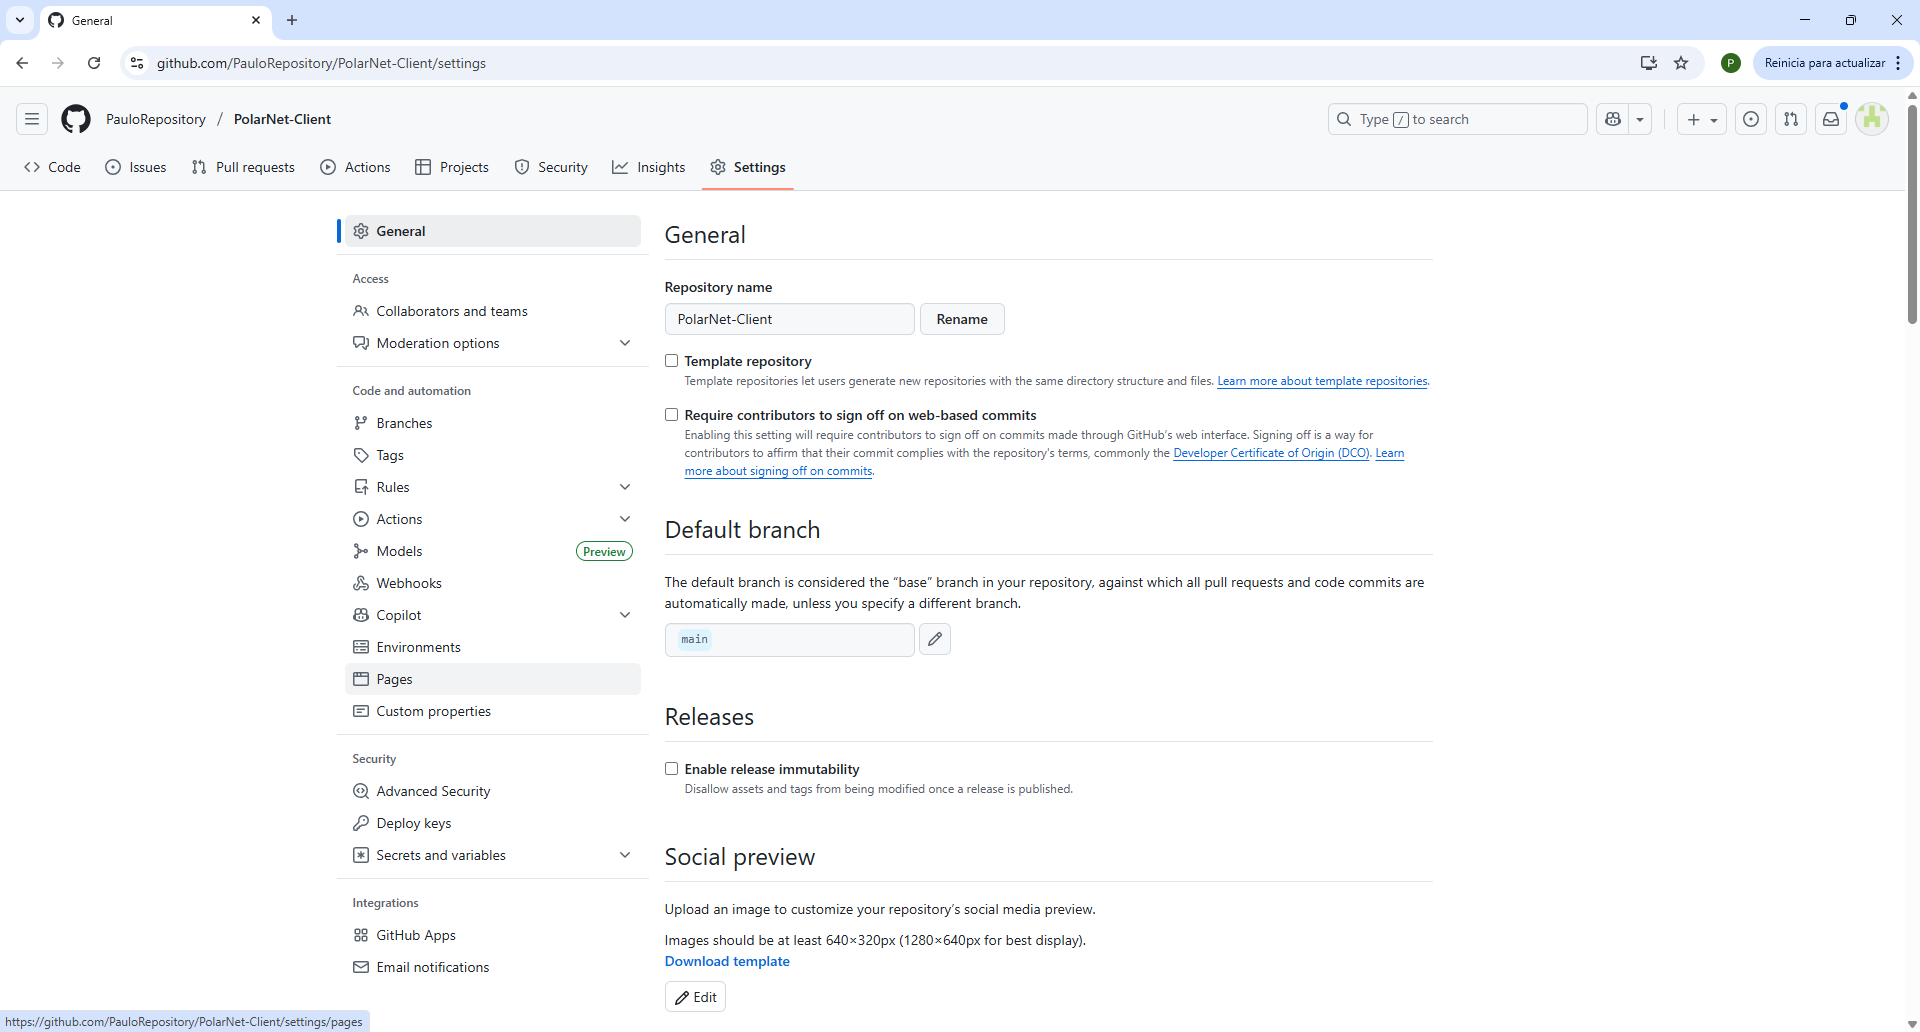 General
github.com/PauloRepository/PolarNet-Client/settings
P
Reinicia para actualizar
PauloRepository / PolarNet-Client
Type / to search
Code
Issues
Pull requests
Actions
Projects
Security
Insights
Settings
General
Access
Collaborators and teams
Moderation options
Code and automation
Branches
Tags
Rules
Actions
Models
Preview
Webhooks
Copilot
Environments
Pages
Custom properties
Security
Advanced Security
Deploy keys
Secrets and variables
Integrations
GitHub Apps
Email notifications
General
Repository name
PolarNet-Client
Rename
Template repository
Template repositories let users generate new repositories with the same directory structure and files. Learn more about template repositories.
Require contributors to sign off on web-based commits
Enabling this setting will require contributors to sign off on commits made through GitHub's web interface. Signing off is a way for
contributors to affirm that their commit complies with the repository's terms, commonly the Developer Certificate of Origin (DCO). Learn
more about signing off on commits.
Default branch
The default branch is considered the “base” branch in your repository, against which all pull requests and code commits are
automatically made, unless you specify a different branch.
main
Releases
Enable release immutability
Disallow assets and tags from being modified once a release is published.
Social preview
Upload an image to customize your repository's social media preview.
Images should be at least 640×320px (1280×640px for best display).
Download template
Edit
https://github.com/PauloRepository/PolarNet-Client/settings/pages